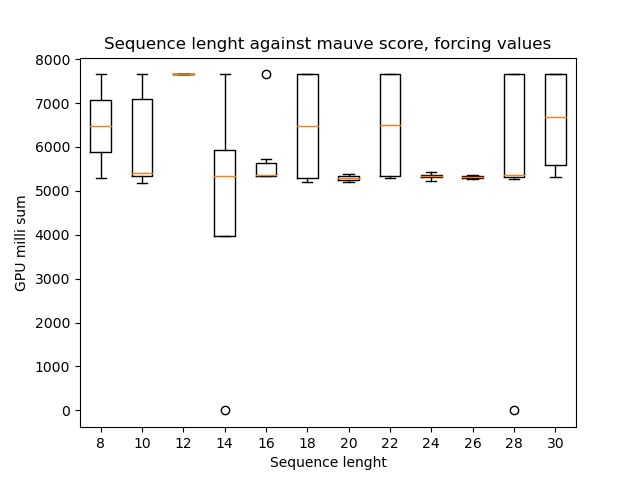 Sequence lenght against mauve score, forcing values
8000
7000
6000
5000
4000
3000
2000
1000
0
GPU milli sum
8 10 12 14 16 18 20 22 24 26 28 30
Sequence lenght